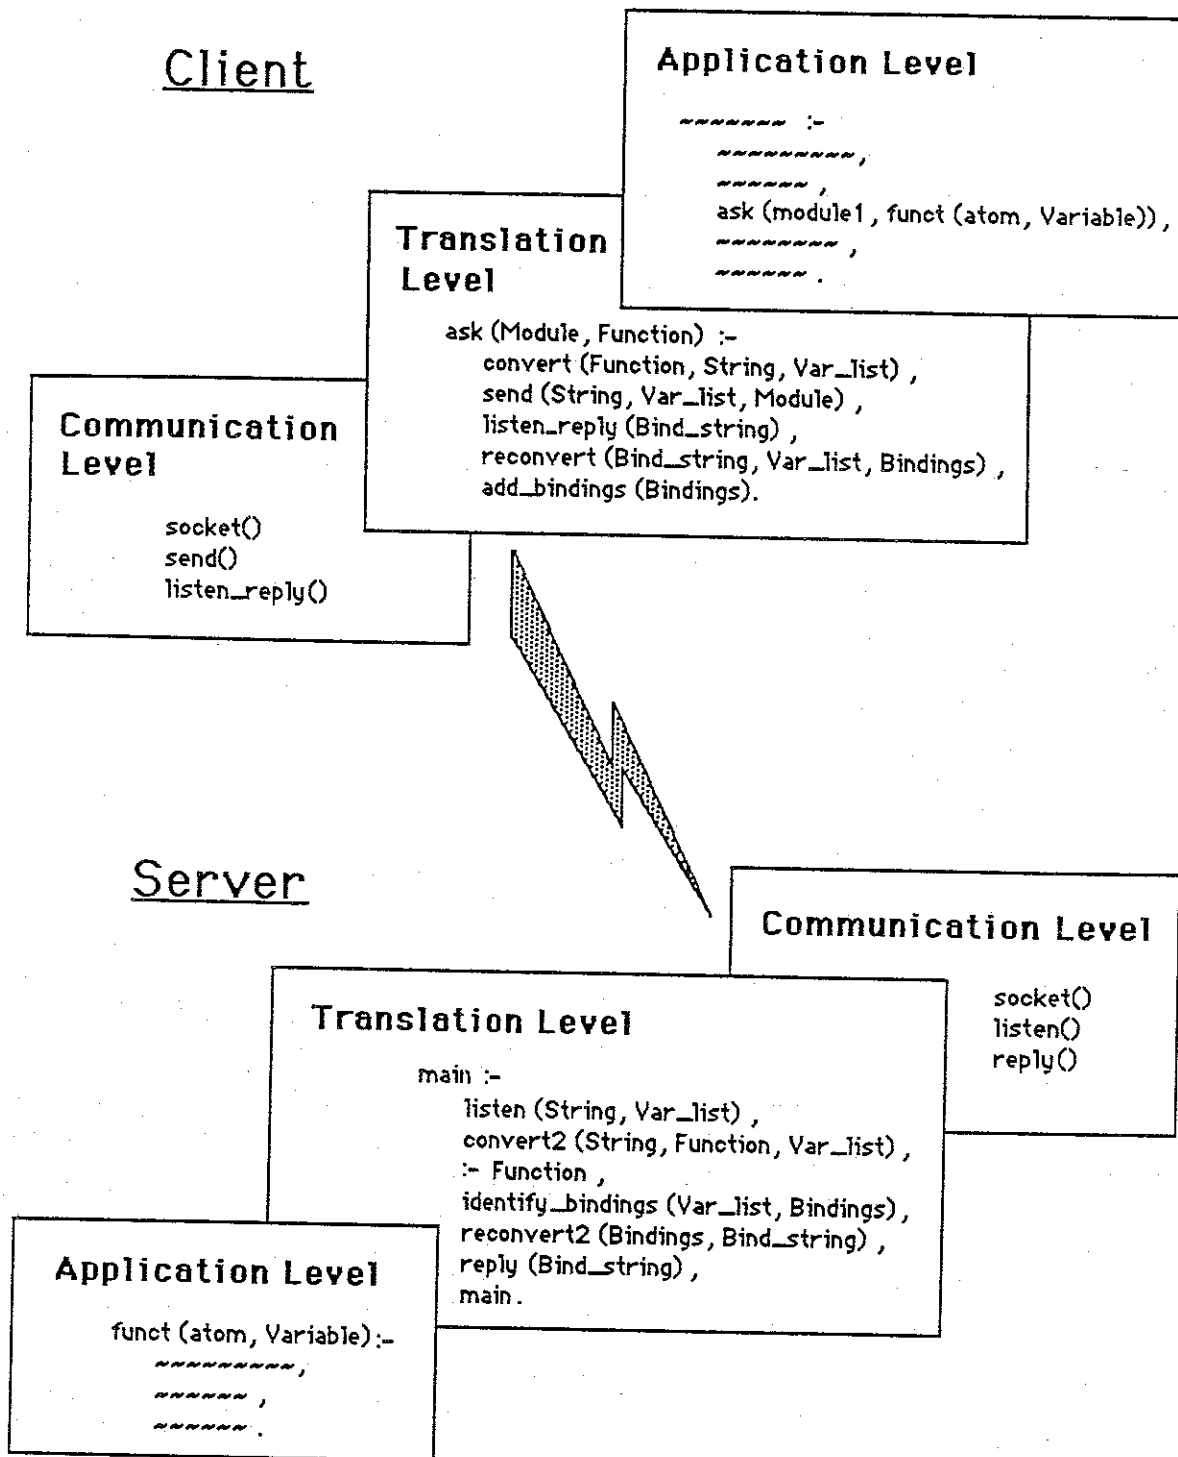 Client
Application Level
~~~~~~~ :-
~~~~~~~~~,
~~~~~~ ,
ask (module1, funct (atom, Variable)),
~~~~~~~~ ,
~~~~~~ .
Translation
Level
ask (Module, Function) :-
convert (Function, String, Var_list) ,
send (String, Var_list, Module) ,
listen_reply (Bind_string) ,
reconvert (Bind_string, Var_list, Bindings) ,
add_bindings (Bindings).
Communication
Level
socket()
send()
listen_reply()
Server
Communication Level
socket()
listen()
reply()
Translation Level
main :-
listen (String, Var_list) ,
convert2 (String, Function, Var_list) ,
:- Function ,
identify_bindings (Var_list, Bindings) ,
reconvert2 (Bindings, Bind_string) ,
reply (Bind_string) ,
main .
Application Level
funct (atom, Variable) :-
~~~~~~~~~,
~~~~~~ ,
~~~~~~ .